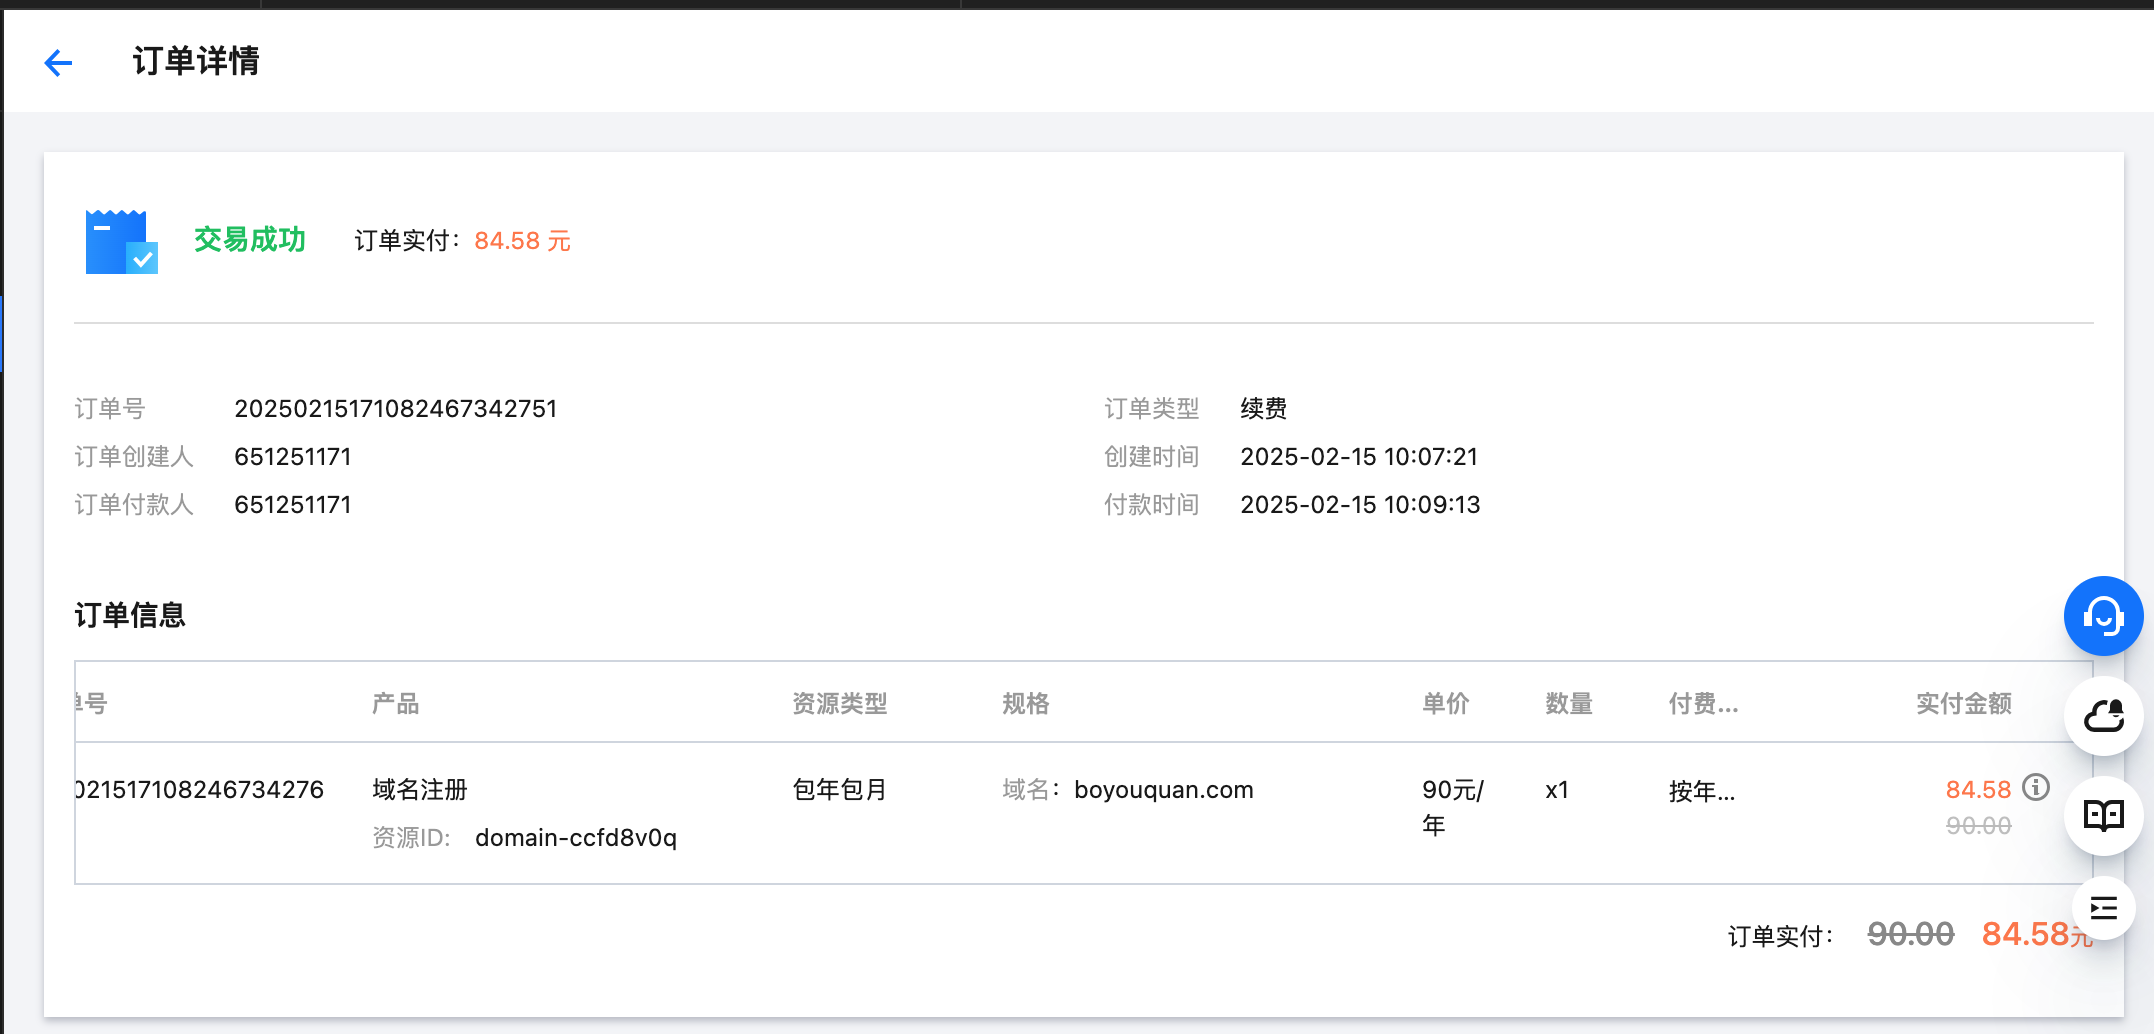 订单详情
交易成功 订单实付： 84.58 元
订单号 20250215171082467342751 订单类型 续费
订单创建人 651251171 创建时间 2025-02-15 10:07:21
订单付款人 651251171 付款时间 2025-02-15 10:09:13
订单信息
号 产品 资源类型 规格 单价 数量 付费... 实付金额
0215171082467342​76 域名注册 包年包月 域名： boyouquan.com 90元/ x1 按年... 84.58
年 90.00
资源ID: domain-ccfd8v0q
订单实付： 90.00 84.58元